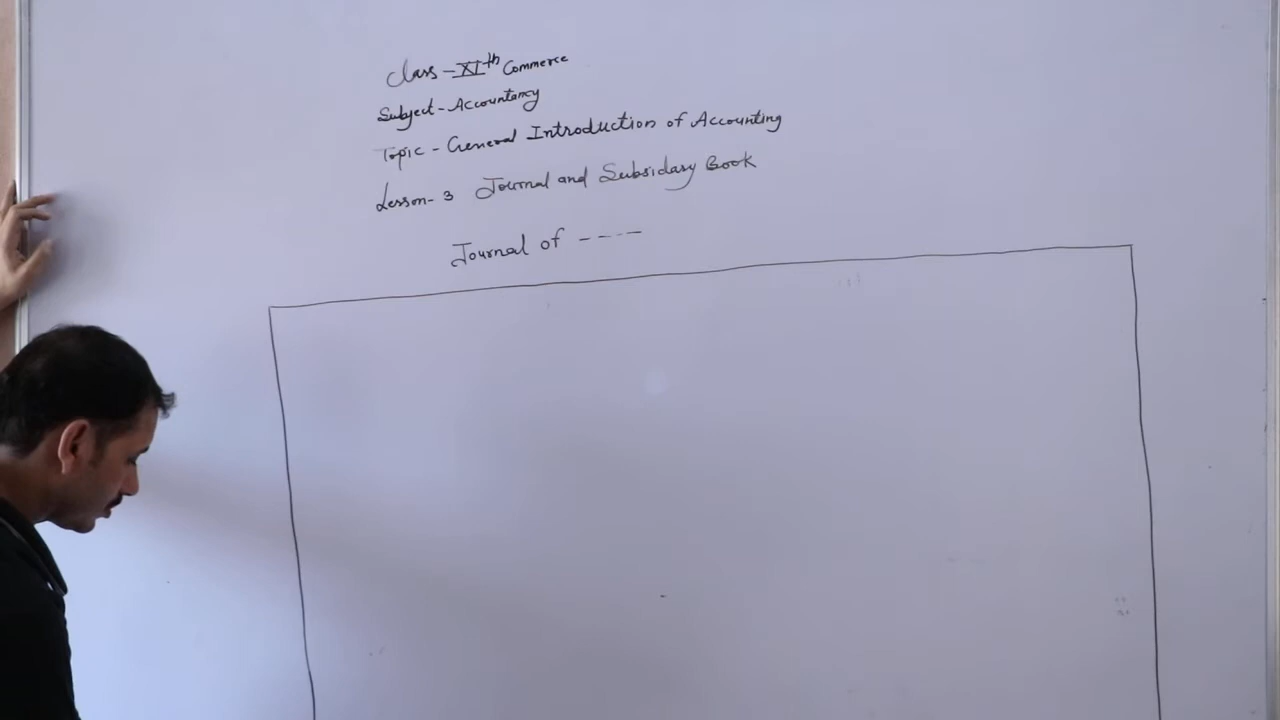 Class - XIth Commerce
Subject - Accountancy
Topic - General Introduction of Accounting
Lesson - 3 Journal and Subsidary Book
Journal of - - - -